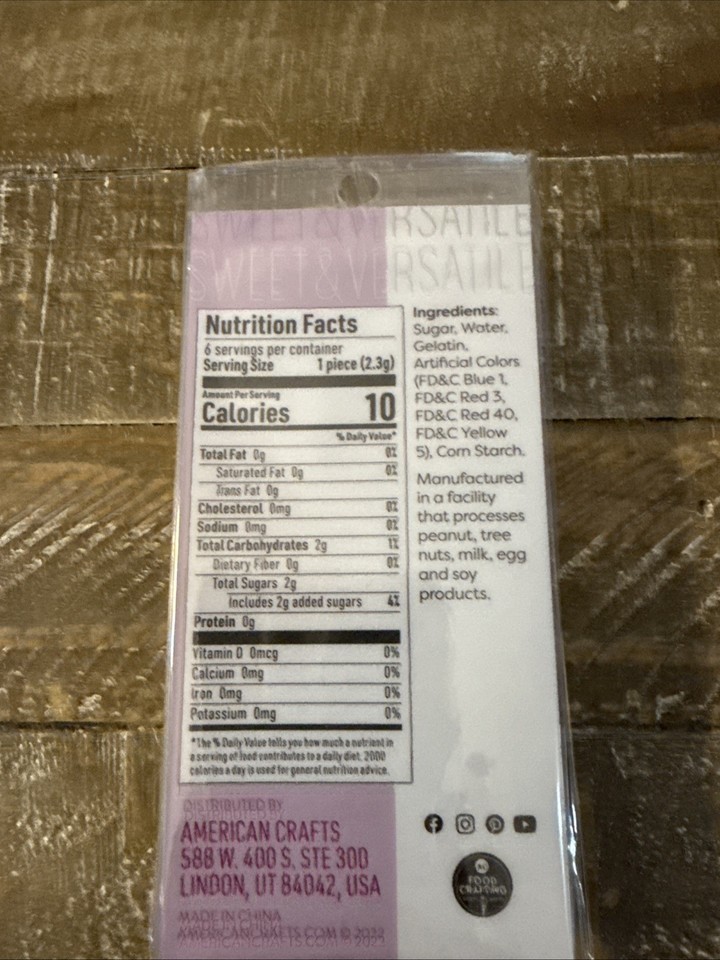 SWEET & VERSATILE
SWEET & VERSATILE
Nutrition Facts
6 servings per container
Serving Size 1 piece (2.3g)
Amount Per Serving
Calories 10
% Daily Value*
Total Fat 0g 0%
Saturated Fat 0g 0%
Trans Fat 0g
Cholesterol 0mg 0%
Sodium 0mg 0%
Total Carbohydrates 2g 1%
Dietary Fiber 0g 0%
Total Sugars 2g
Includes 2g added sugars 4%
Protein 0g
Vitamin D 0mcg 0%
Calcium 0mg 0%
Iron 0mg 0%
Potassium 0mg 0%
*The % Daily Value tells you how much a nutrient in
a serving of food contributes to a daily diet. 2000
calories a day is used for general nutrition advice.
Ingredients:
Sugar, Water,
Gelatin,
Artificial Colors
(FD&C Blue 1,
FD&C Red 3,
FD&C Red 40,
FD&C Yellow
5), Corn Starch.
Manufactured
in a facility
that processes
peanut, tree
nuts, milk, egg
and soy
products.
DISTRIBUTED BY
AMERICAN CRAFTS
588 W. 400 S. STE 300
LINDON, UT 84042, USA
MADE IN CHINA
AMERICANCRAFTS.COM © 2022
FOOD
CRAFTING